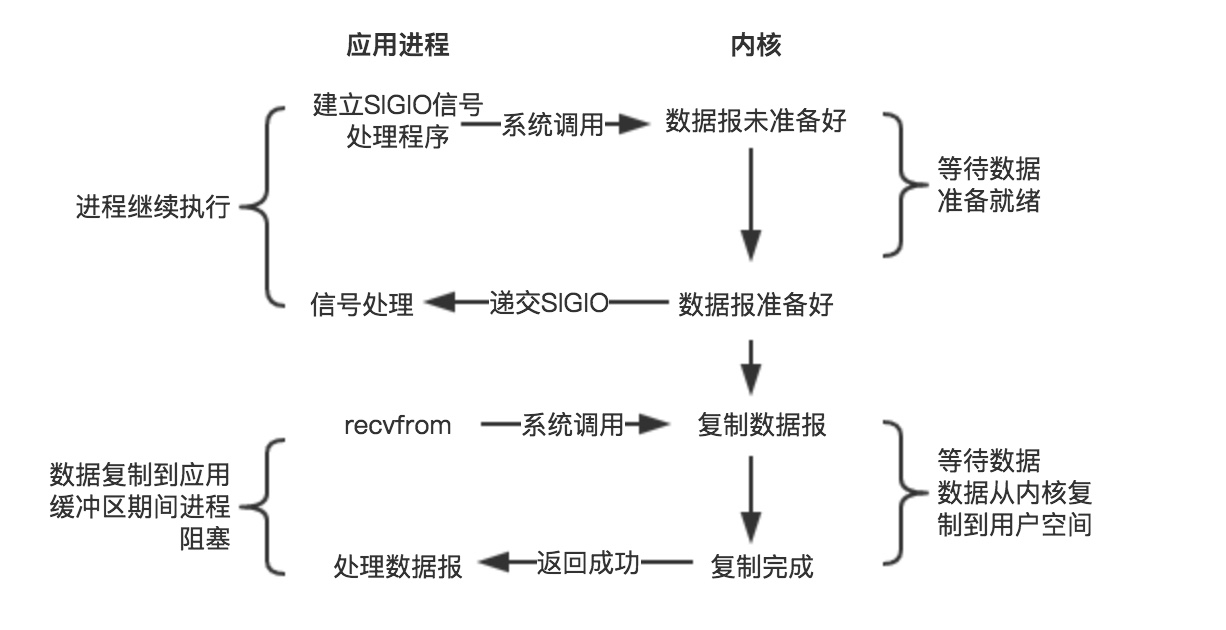 应用进程
内核
建立SIGIO信号
处理程序
系统调用
数据报未准备好
等待数据
准备就绪
进程继续执行
信号处理
递交SIGIO
数据报准备好
recvfrom
系统调用
复制数据报
数据复制到应用
缓冲区期间进程
阻塞
等待数据
数据从内核复
制到用户空间
处理数据报
返回成功
复制完成